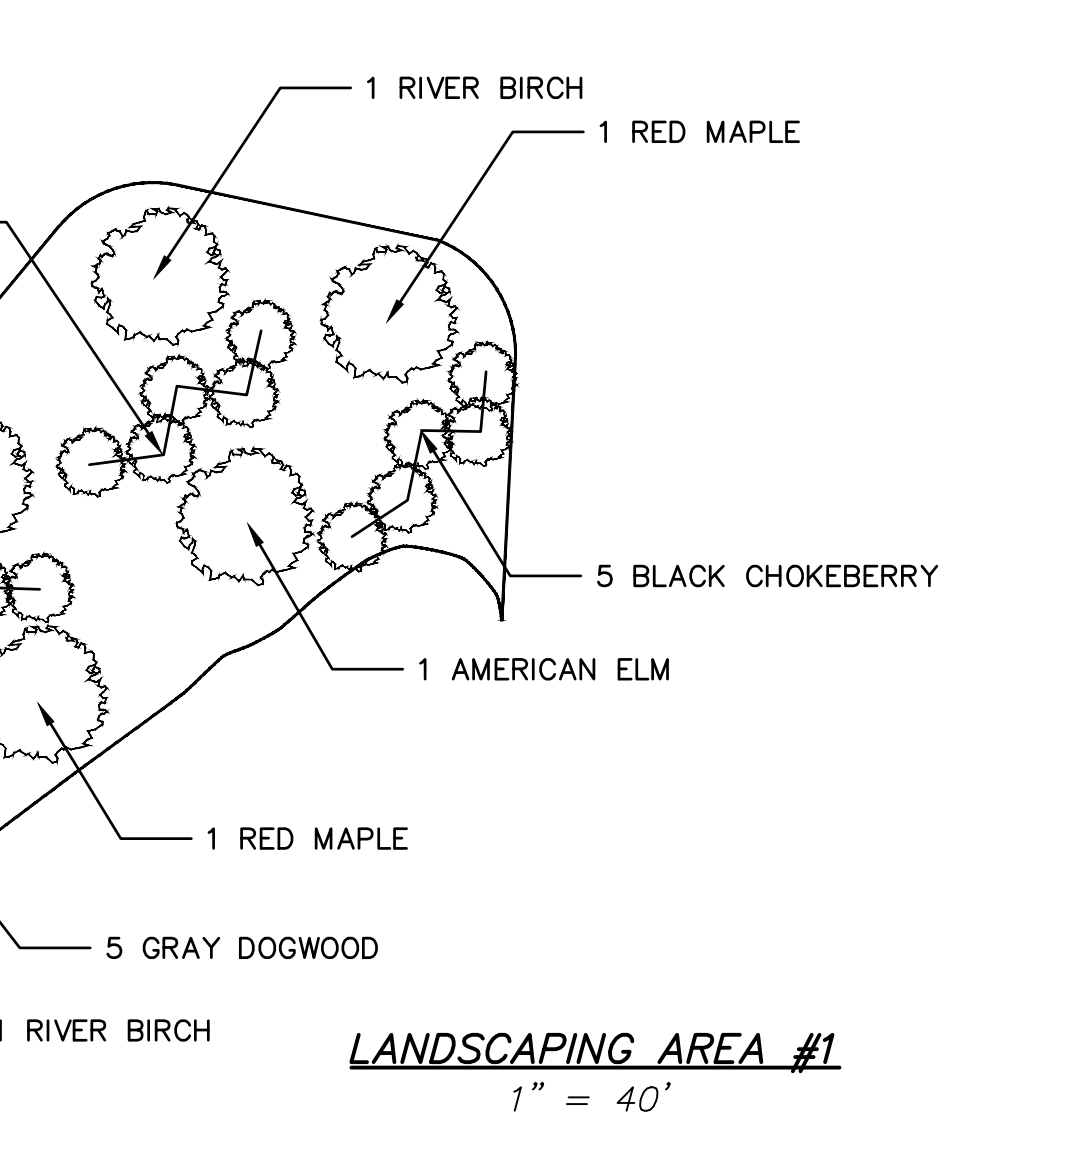 1 RIVER BIRCH
1 RED MAPLE
5 BLACK CHOKEBERRY
1 AMERICAN ELM
1 RED MAPLE
5 GRAY DOGWOOD
1 RIVER BIRCH
LANDSCAPING AREA #1
1" = 40'